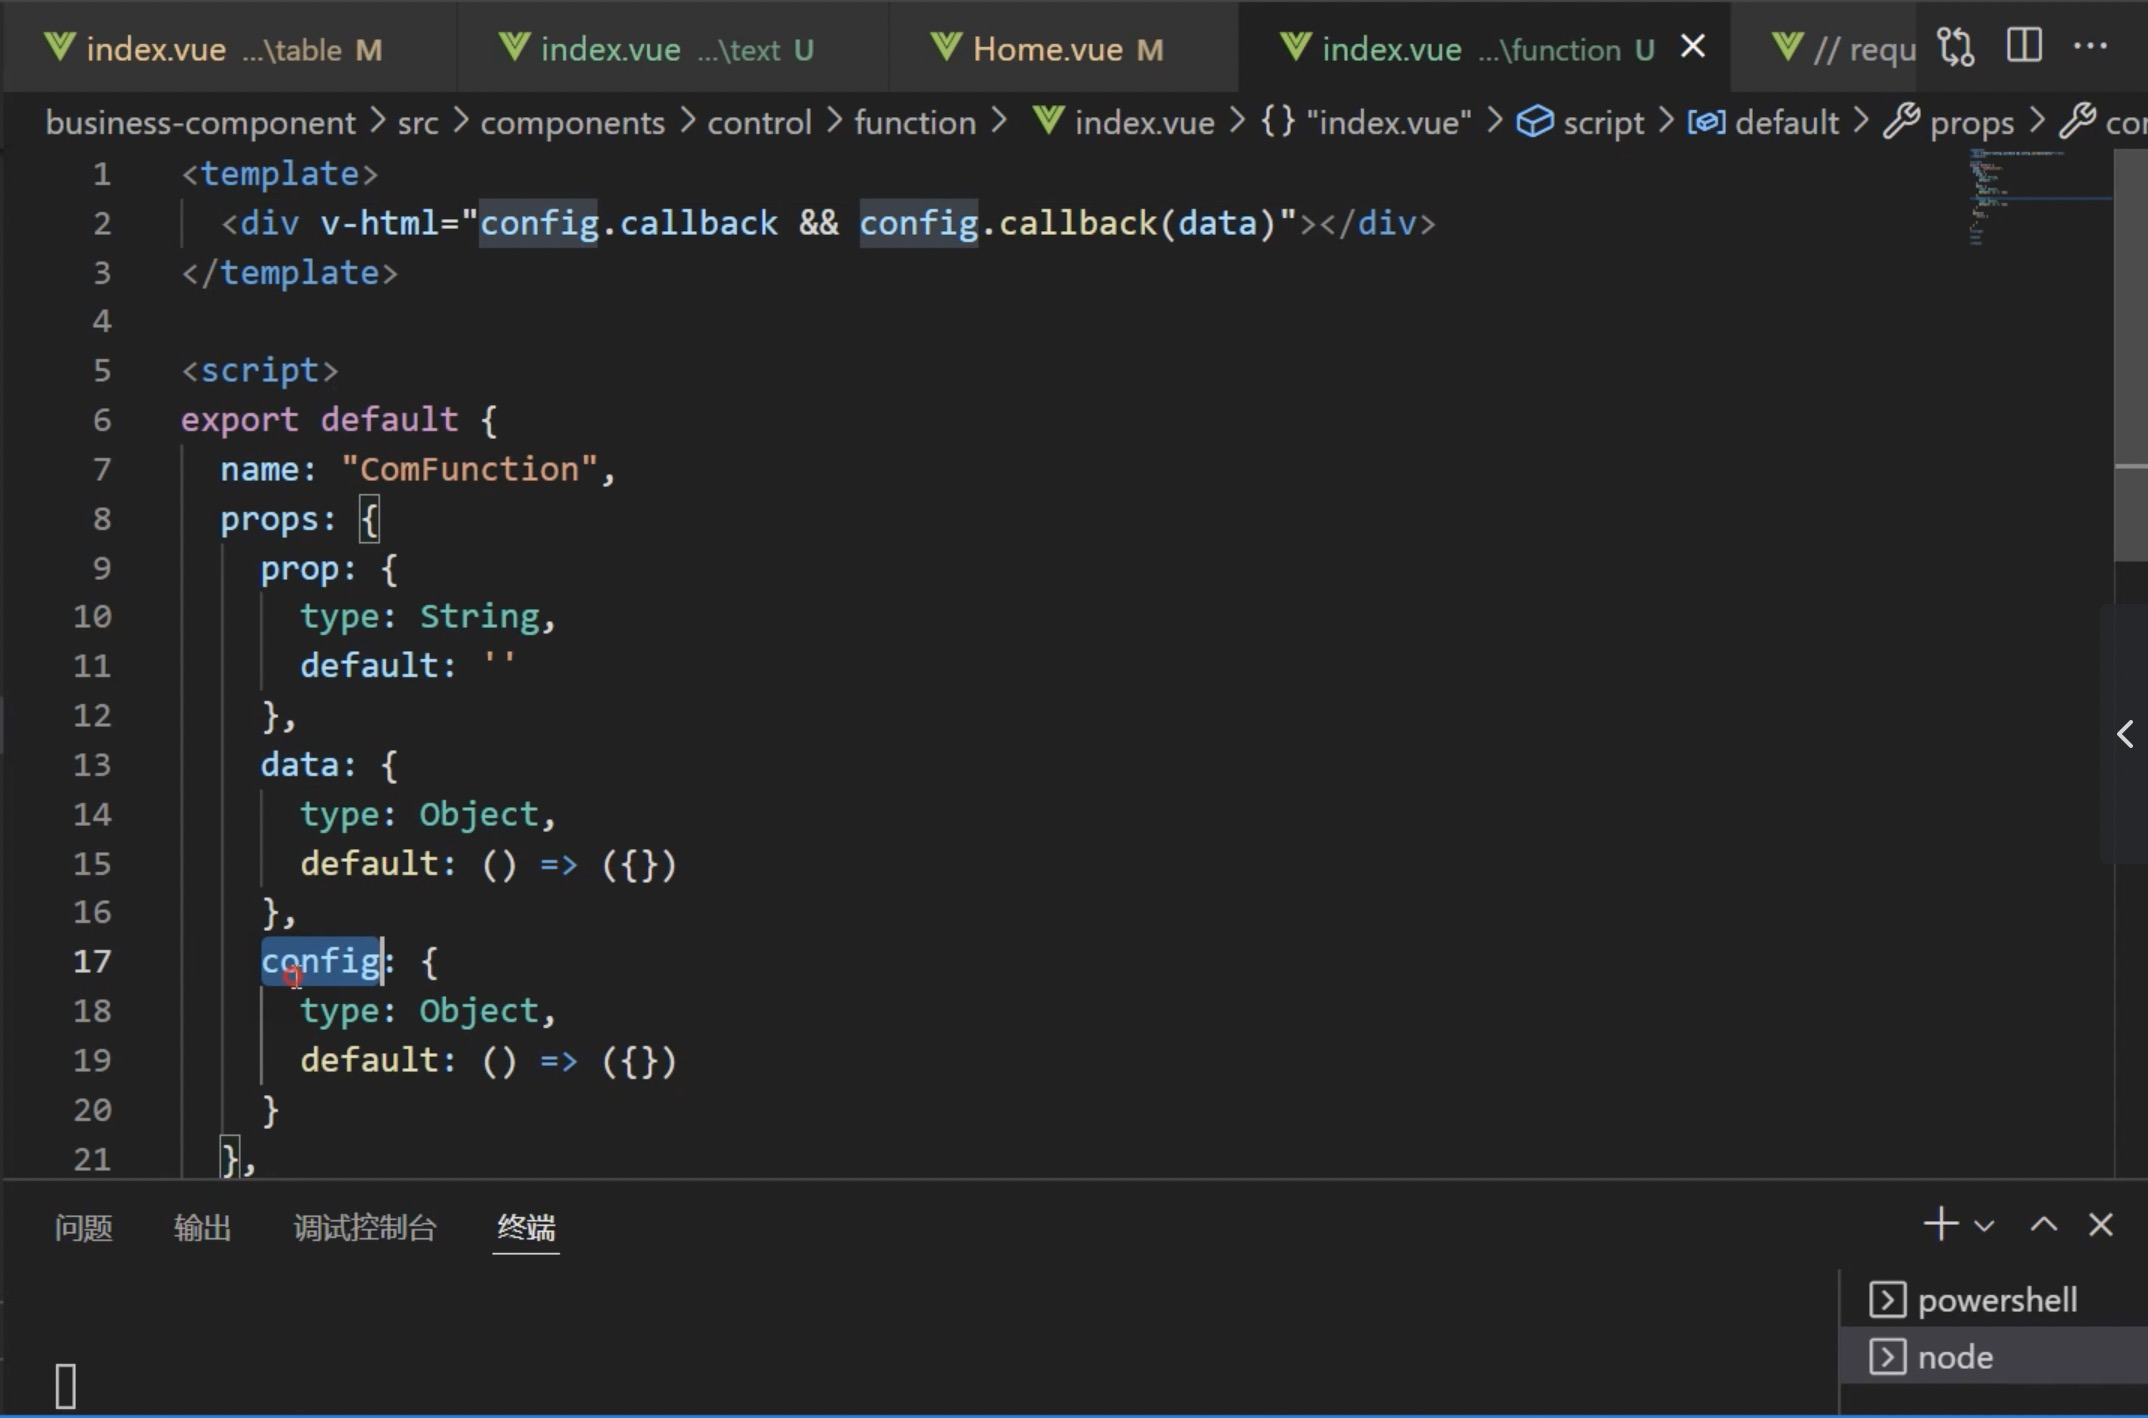 index.vue ...\table M index.vue ...\text U Home.vue M index.vue ...\function U // requ
business-component > src > components > control > function > index.vue > {} "index.vue" > script > default > props > cor
1 <template>
2 <div v-html="config.callback && config.callback(data)"></div>
3 </template>
4
5 <script>
6 export default {
7 name: "ComFunction",
8 props: {
9 prop: {
10 type: String,
11 default: ''
12 },
13 data: {
14 type: Object,
15 default: () => ({})
16 },
17 config: {
18 type: Object,
19 default: () => ({})
20 }
21 },
问题 输出 调试控制台 终端
powershell
node